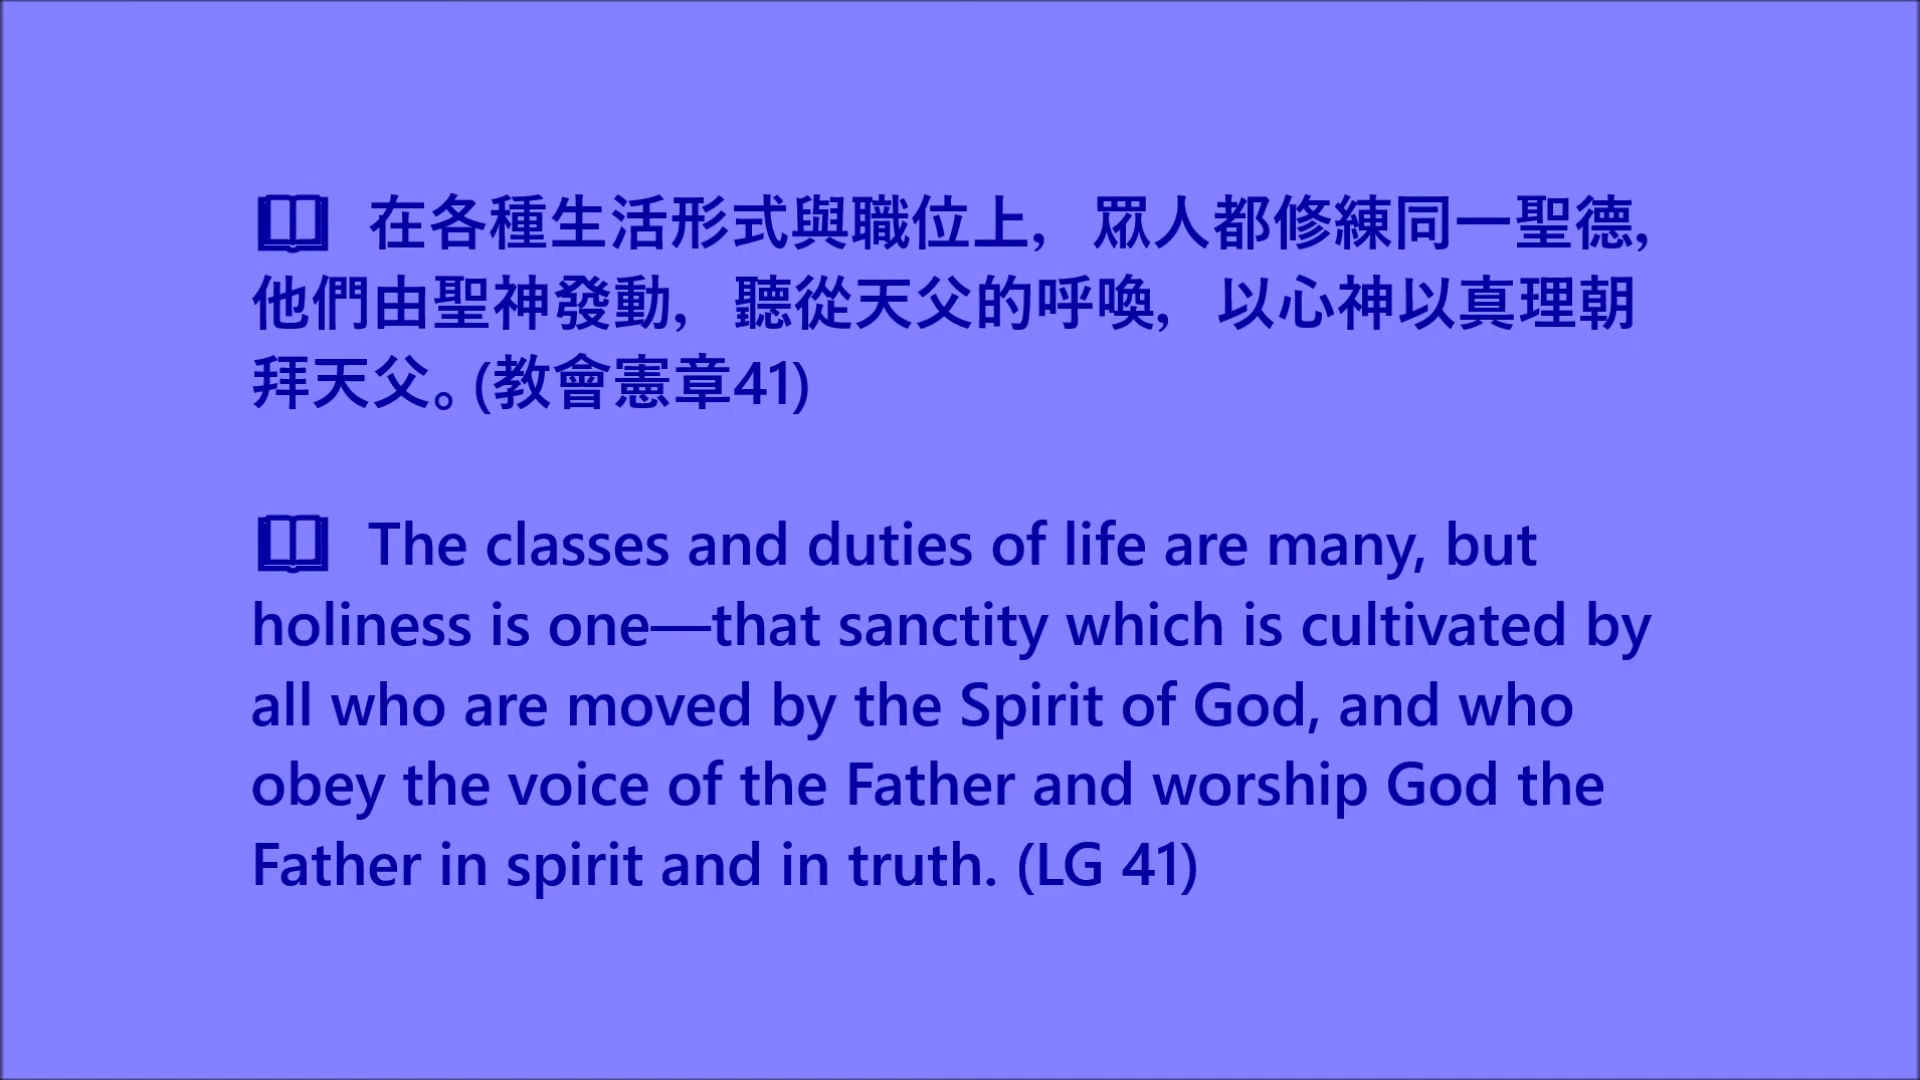 🕮 在各種生活形式與職位上，眾人都修練同一聖德，
他們由聖神發動，聽從天父的呼喚，以心神以真理朝
拜天父。(教會憲章41)
🕮 The classes and duties of life are many, but
holiness is one—that sanctity which is cultivated by
all who are moved by the Spirit of God, and who
obey the voice of the Father and worship God the
Father in spirit and in truth. (LG 41)